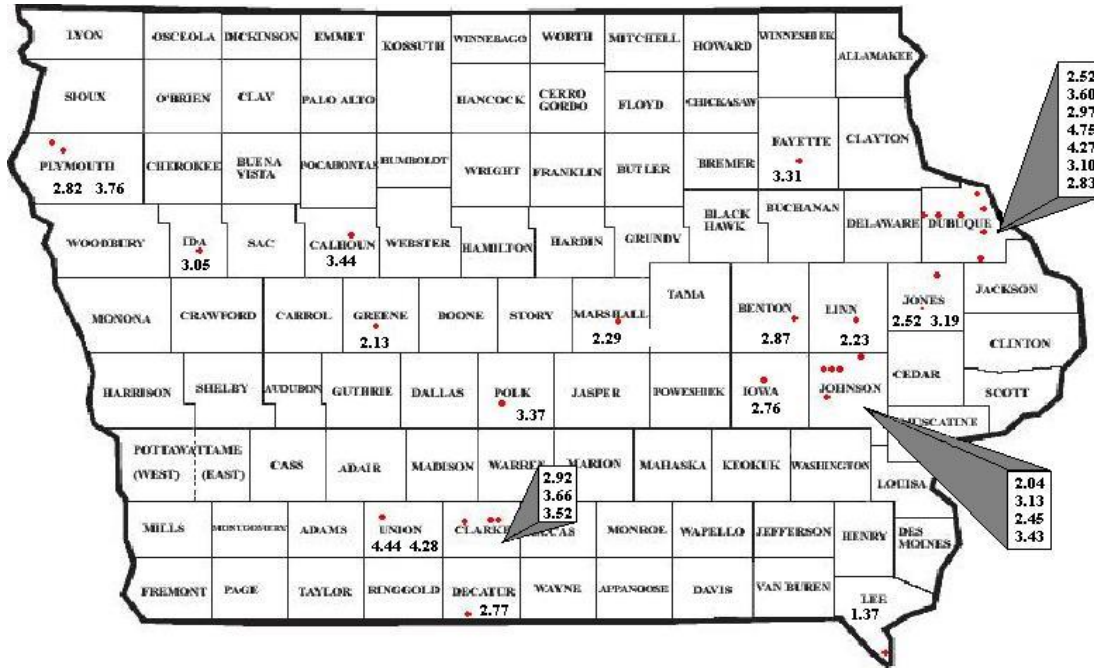 LYON OSCEOLA DICKINSON EMMET KOSSUTH WINNEBAGO WORTH MITCHELL HOWARD WINNESHIEK ALLAMAKEE
SIOUX O'BRIEN CLAY PALO ALTO HANCOCK CERRO GORDO FLOYD CHICKASAW
PLYMOUTH CHEROKEE BUENA VISTA POCAHONTAS HUMBOLDT WRIGHT FRANKLIN BUTLER BREMER FAYETTE CLAYTON
2.82 3.76
3.31
2.52
3.60
2.97
4.75
4.27
3.10
2.83
WOODBURY IDA SAC CALHOUN WEBSTER HAMILTON HARDIN GRUNDY BLACK HAWK BUCHANAN DELAWARE DUBUQUE
3.05 3.44
MONONA CRAWFORD CARROL GREENE BOONE STORY MARSHALL TAMA BENTON LINN JONES JACKSON
2.13 2.29 2.87 2.23 2.52 3.19
CLINTON
HARRISON SHELBY AUDUBON GUTHRIE DALLAS POLK JASPER POWESHIEK IOWA JOHNSON CEDAR SCOTT
3.37 2.76
MUSCATINE
POTTAWATTAME
(WEST) (EAST)
CASS ADAIR MADISON WARREN MARION MAHASKA KEOKUK WASHINGTON LOUISA
2.92
3.66
3.52
2.04
3.13
2.45
3.43
MILLS MONTGOMERY ADAMS UNION CLARKE MONROE WAPELLO JEFFERSON HENRY DES MOINES
4.44 4.28
FREMONT PAGE TAYLOR RINGGOLD DECATUR WAYNE APPANOOSE DAVIS VAN BUREN LEE
2.77 1.37